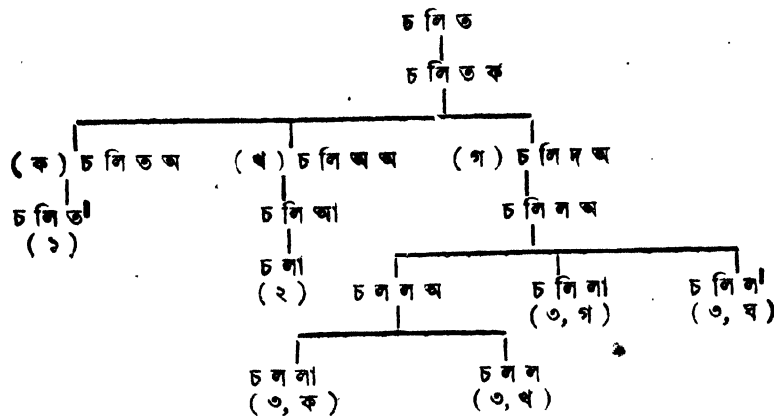 চলিত
চলিতক
(ক) চলিতঅ (খ) চলিঅঅ (গ) চলিদঅ
চলিত' চলিআ চলিলঅ
(১) চলা
(২) চললঅ চলিলা চলিল'
(৩, গ) (৩, ঘ)
চললা চলল
(৩, ক) (৩, খ)